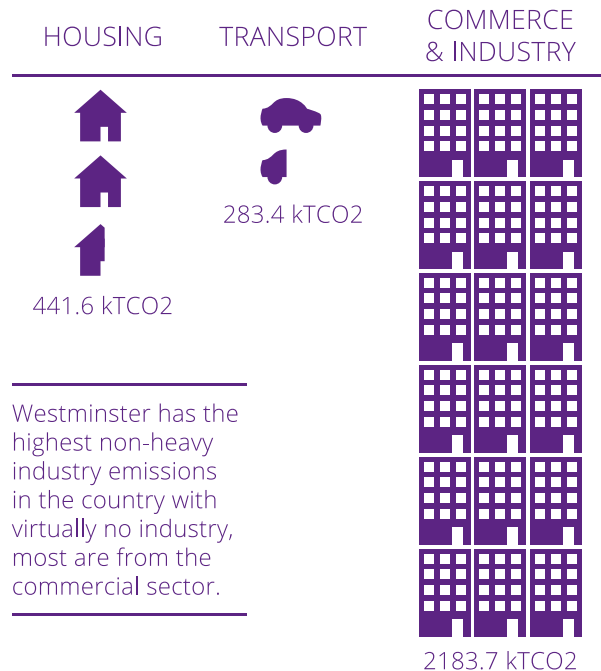 HOUSING
TRANSPORT
COMMERCE
& INDUSTRY
441.6 kTCO2
283.4 kTCO2
2183.7 kTCO2
Westminster has the
highest non-heavy
industry emissions
in the country with
virtually no industry,
most are from the
commercial sector.